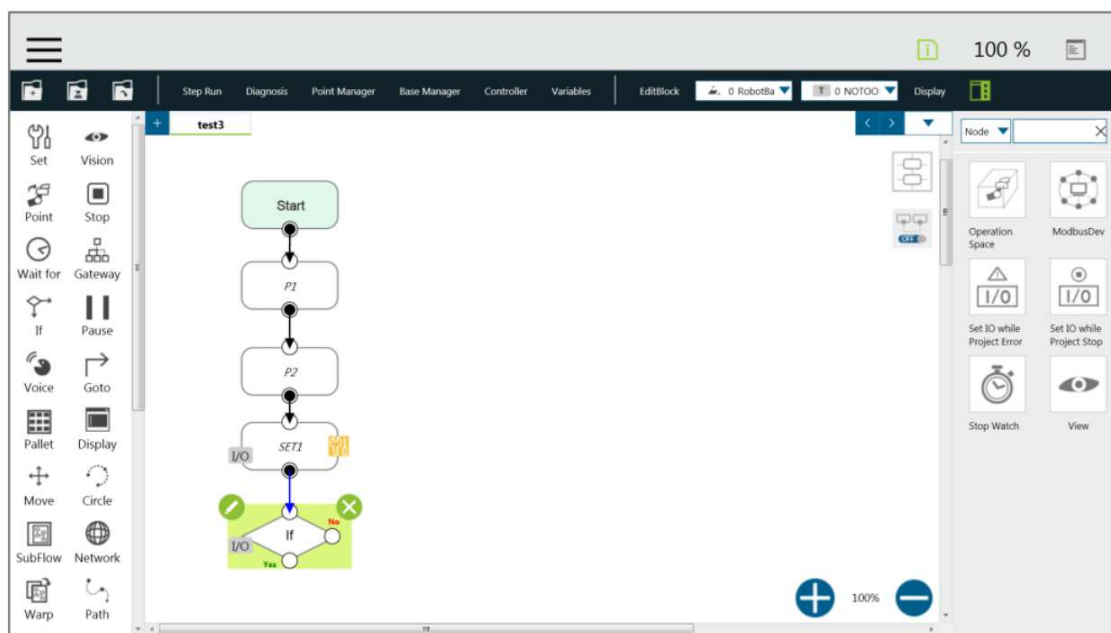 100 %
Step Run Diagnosis Point Manager Base Manager Controller Variables EditBlock 0 RobotBa T 0 NOTOO Display
+ test3 < >
Node X
Set Vision
Point Stop
Wait for Gateway
If Pause
Voice Goto
Pallet Display
Move Circle
SubFlow Network
Warp Path
Start
P1
P2
I/O SET1
No
I/O If
Yes
100%
OFF
Operation Space
ModbusDev
I/O
Set IO while
Project Error
I/O
Set IO while
Project Stop
Stop Watch
View